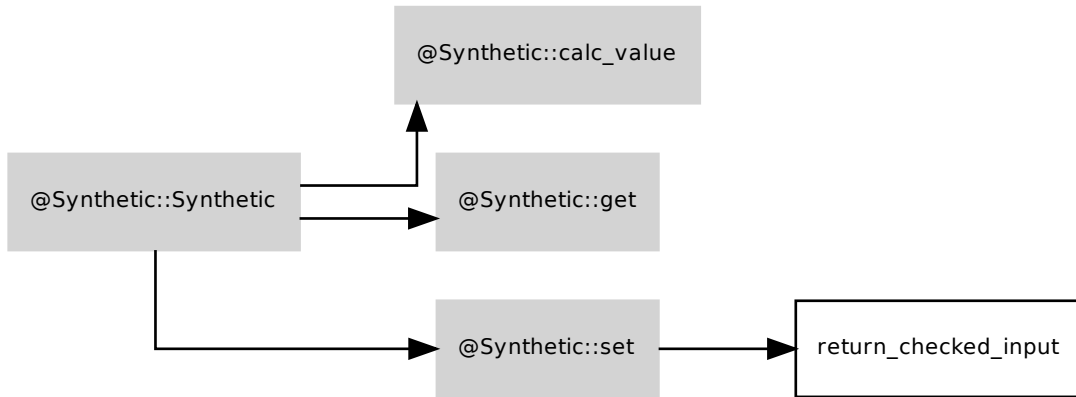 @Synthetic::calc_value
@Synthetic::Synthetic
@Synthetic::get
@Synthetic::set
return_checked_input